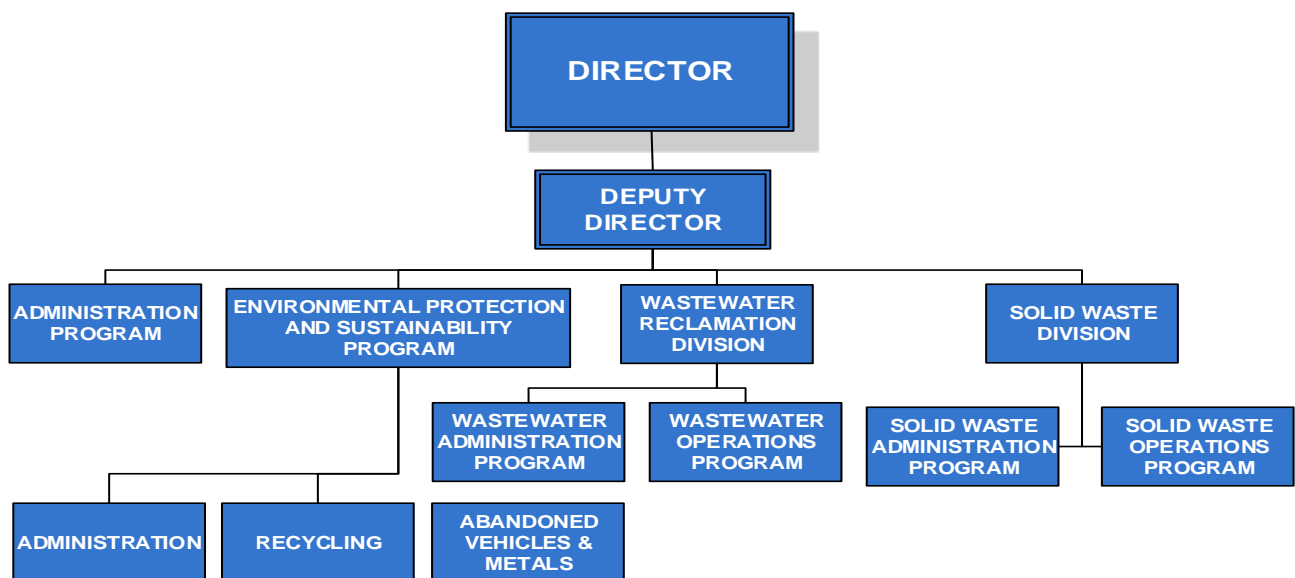 DIRECTOR
DEPUTY
DIRECTOR
ADMINISTRATION
PROGRAM
ENVIRONMENTAL PROTECTION
AND SUSTAINABILITY
PROGRAM
WASTEWATER
RECLAMATION
DIVISION
SOLID WASTE
DIVISION
WASTEWATER
ADMINISTRATION
PROGRAM
WASTEWATER
OPERATIONS
PROGRAM
SOLID WASTE
ADMINISTRATION
PROGRAM
SOLID WASTE
OPERATIONS
PROGRAM
ADMINISTRATION
RECYCLING
ABANDONED
VEHICLES &
METALS